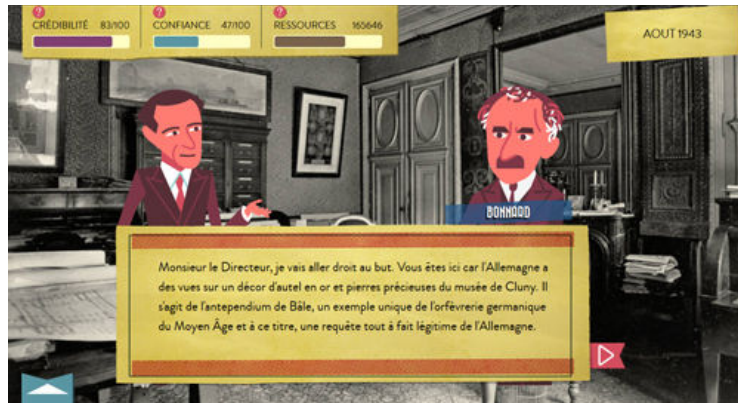 ?
?
?
CRÉDIBILITÉ 83/100
CONFIANCE 47/100
RESSOURCES 165646
AOUT 1943
BONNARD
Monsieur le Directeur, je vais aller droit au but. Vous êtes ici car l'Allemagne a
des vues sur un décor d'autel en or et pierres précieuses du musée de Cluny. Il
s'agit de l'antependium de Bâle, un exemple unique de l'orfèvrerie germanique
du Moyen Âge et à ce titre, une requête tout à fait légitime de l'Allemagne.